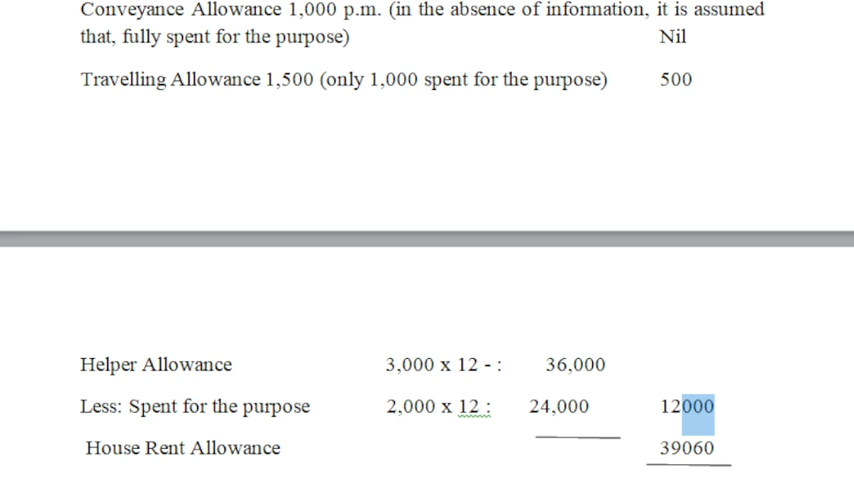 Conveyance Allowance 1,000 p.m. (in the absence of information, it is assumed
that, fully spent for the purpose) Nil
Travelling Allowance 1,500 (only 1,000 spent for the purpose) 500
Helper Allowance 3,000 x 12 - : 36,000
Less: Spent for the purpose 2,000 x 12 : 24,000 12000
House Rent Allowance 39060